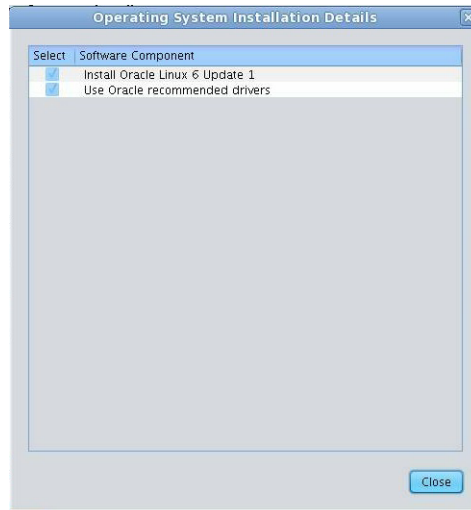 Operating System Installation Details
Select Software Component
Install Oracle Linux 6 Update 1
Use Oracle recommended drivers
Close